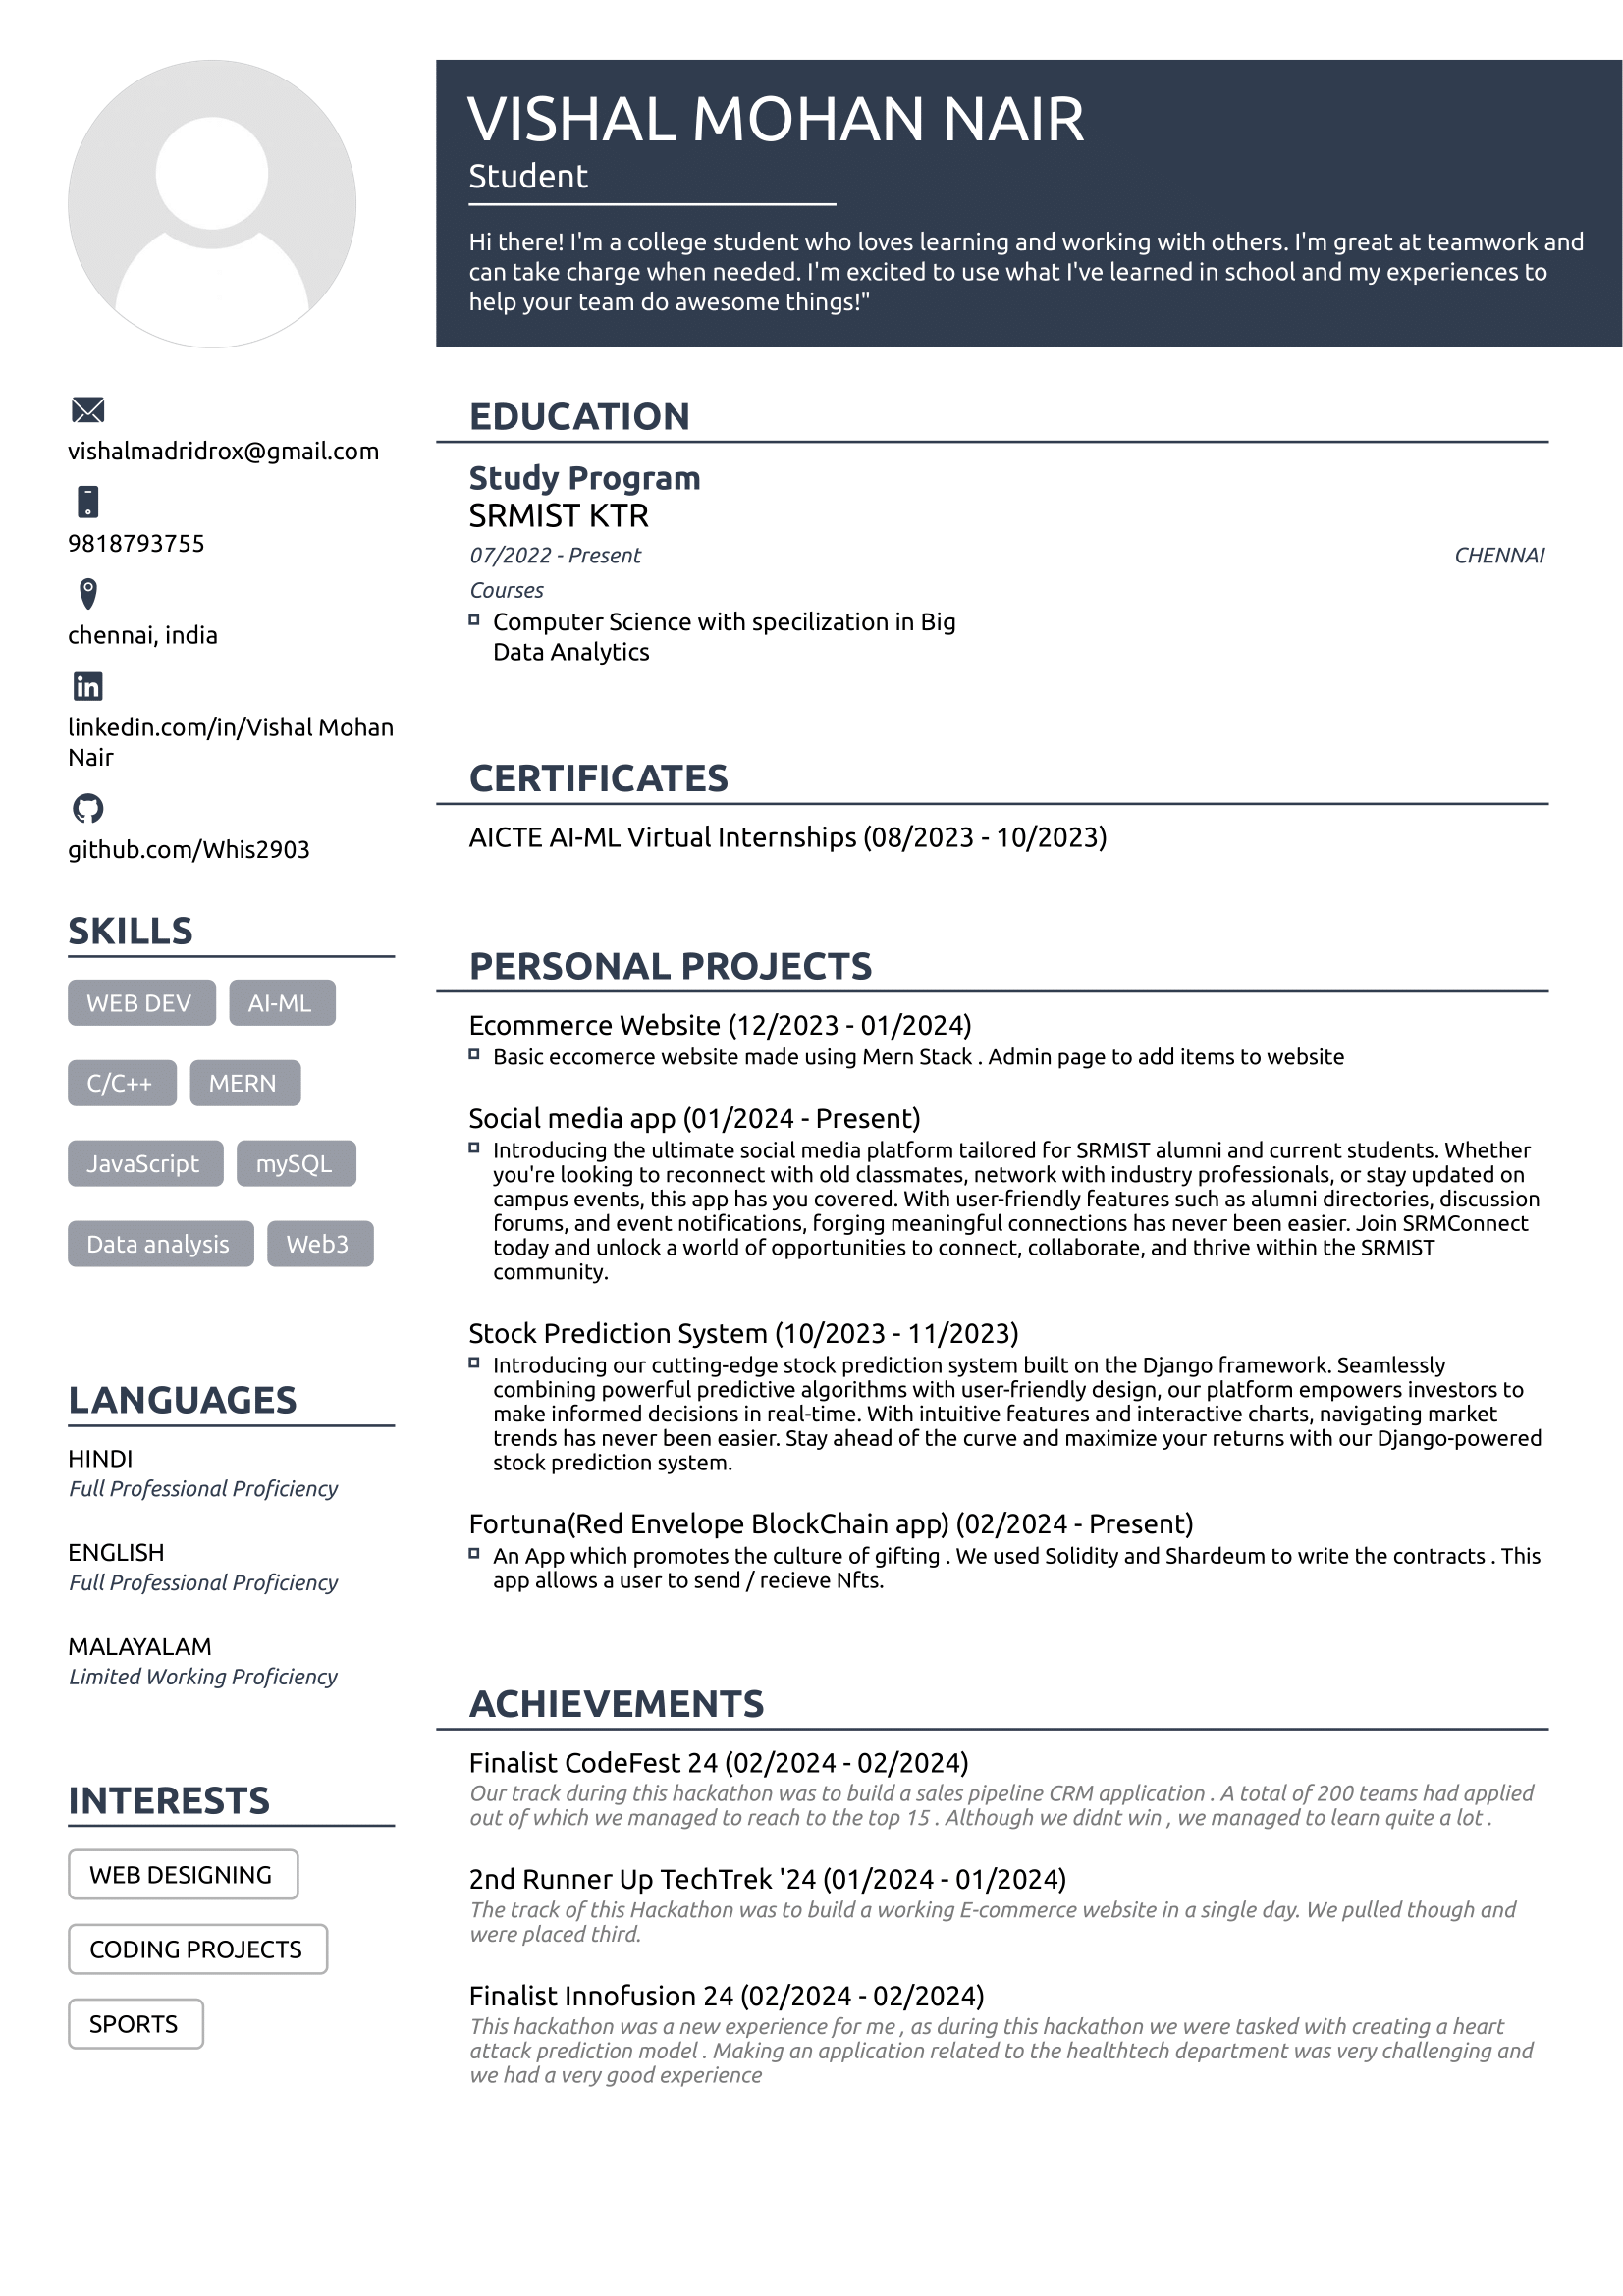 VISHAL MOHAN NAIR
Student
Hi there! I'm a college student who loves learning and working with others. I'm great at teamwork and
can take charge when needed. I'm excited to use what I've learned in school and my experiences to
help your team do awesome things!"
vishalmadridrox@gmail.com
9818793755
chennai, india
linkedin.com/in/Vishal Mohan
Nair
github.com/Whis2903
SKILLS
WEB DEV AI-ML
C/C++ MERN
JavaScript mySQL
Data analysis Web3
LANGUAGES
HINDI
Full Professional Proficiency
ENGLISH
Full Professional Proficiency
MALAYALAM
Limited Working Proficiency
INTERESTS
WEB DESIGNING
CODING PROJECTS
SPORTS
EDUCATION
Study Program
SRMIST KTR
07/2022 - Present CHENNAI
Courses
Computer Science with specilization in Big
Data Analytics
CERTIFICATES
AICTE AI-ML Virtual Internships (08/2023 - 10/2023)
PERSONAL PROJECTS
Ecommerce Website (12/2023 - 01/2024)
Basic eccomerce website made using Mern Stack . Admin page to add items to website
Social media app (01/2024 - Present)
Introducing the ultimate social media platform tailored for SRMIST alumni and current students. Whether
you're looking to reconnect with old classmates, network with industry professionals, or stay updated on
campus events, this app has you covered. With user-friendly features such as alumni directories, discussion
forums, and event notifications, forging meaningful connections has never been easier. Join SRMConnect
today and unlock a world of opportunities to connect, collaborate, and thrive within the SRMIST
community.
Stock Prediction System (10/2023 - 11/2023)
Introducing our cutting-edge stock prediction system built on the Django framework. Seamlessly
combining powerful predictive algorithms with user-friendly design, our platform empowers investors to
make informed decisions in real-time. With intuitive features and interactive charts, navigating market
trends has never been easier. Stay ahead of the curve and maximize your returns with our Django-powered
stock prediction system.
Fortuna(Red Envelope BlockChain app) (02/2024 - Present)
An App which promotes the culture of gifting . We used Solidity and Shardeum to write the contracts . This
app allows a user to send / recieve Nfts.
ACHIEVEMENTS
Finalist CodeFest 24 (02/2024 - 02/2024)
Our track during this hackathon was to build a sales pipeline CRM application . A total of 200 teams had applied
out of which we managed to reach to the top 15 . Although we didnt win , we managed to learn quite a lot .
2nd Runner Up TechTrek '24 (01/2024 - 01/2024)
The track of this Hackathon was to build a working E-commerce website in a single day. We pulled though and
were placed third.
Finalist Innofusion 24 (02/2024 - 02/2024)
This hackathon was a new experience for me , as during this hackathon we were tasked with creating a heart
attack prediction model . Making an application related to the healthtech department was very challenging and
we had a very good experience